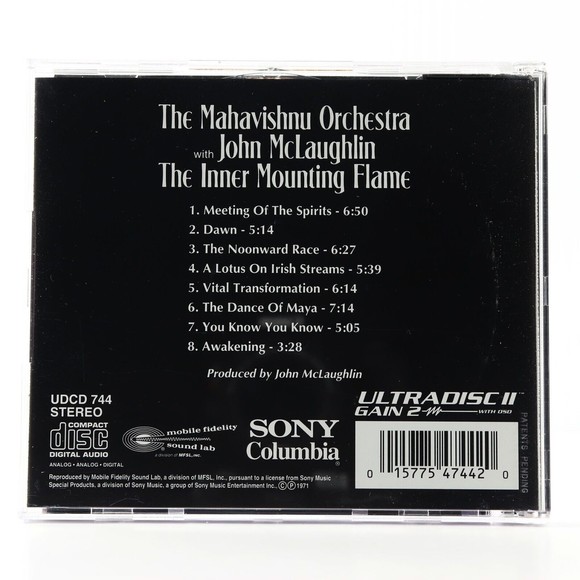 The Mahavishnu Orchestra
with John McLaughlin
The Inner Mounting Flame
1. Meeting Of The Spirits - 6:50
2. Dawn - 5:14
3. The Noonward Race - 6:27
4. A Lotus On Irish Streams - 5:39
5. Vital Transformation - 6:14
6. The Dance Of Maya - 7:14
7. You Know You Know - 5:05
8. Awakening - 3:28
Produced by John McLaughlin
UDCD 744
STEREO
COMPACT
disc
DIGITAL AUDIO
ANALOG • ANALOG • DIGITAL
mobile fidelity
sound lab
a division of MFSL, Inc.
SONY
Columbia®
ULTRADISC II™
GAIN 2
WITH OSD
0 15775 47442 0
PATENTS PENDING
Reproduced by Mobile Fidelity Sound Lab, a division of MFSL, Inc., pursuant to a license from Sony Music
Special Products, a division of Sony Music, a group of Sony Music Entertainment Inc., ©℗ 1971